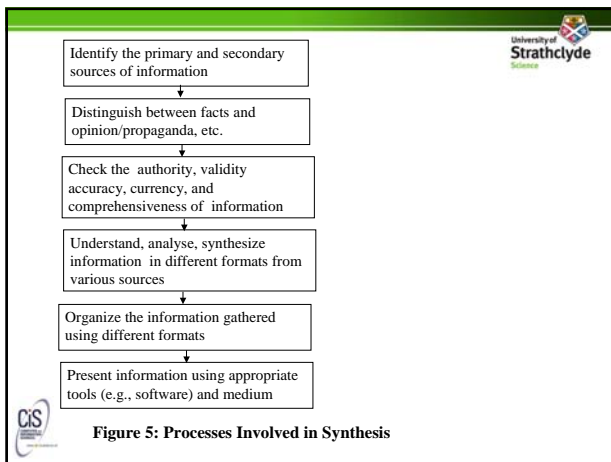 University of
Strathclyde
Science
Identify the primary and secondary
sources of information
Distinguish between facts and
opinion/propaganda, etc.
Check the authority, validity
accuracy, currency, and
comprehensiveness of information
Understand, analyse, synthesize
information in different formats from
various sources
Organize the information gathered
using different formats
Present information using appropriate
tools (e.g., software) and medium
CiS
Figure 5: Processes Involved in Synthesis